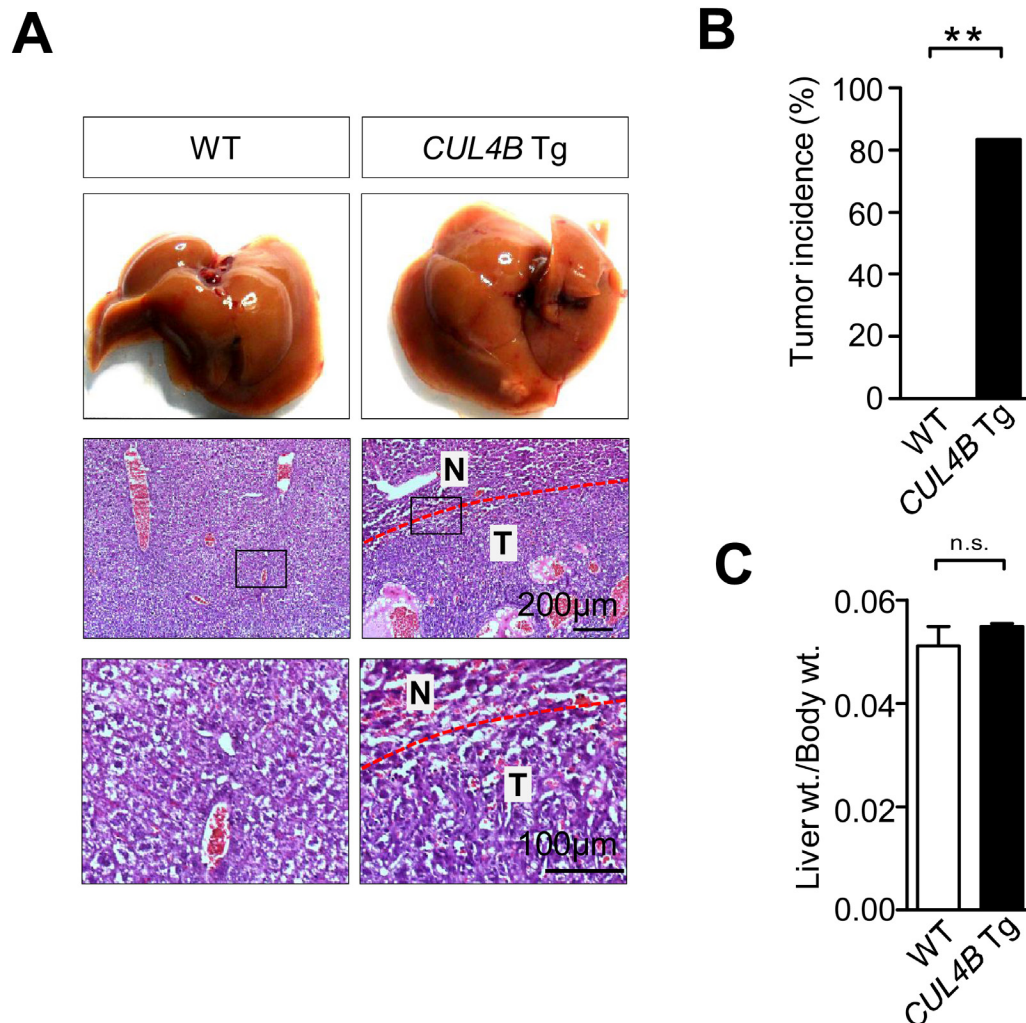 A
WT
CUL4B Tg
N
T
200μm
N
T
100μm
B
**
Tumor incidence (%)
100
80
60
40
20
0
WT
CUL4B Tg
C
n.s.
Liver wt./Body wt.
0.06
0.04
0.02
0.00
WT
CUL4B Tg